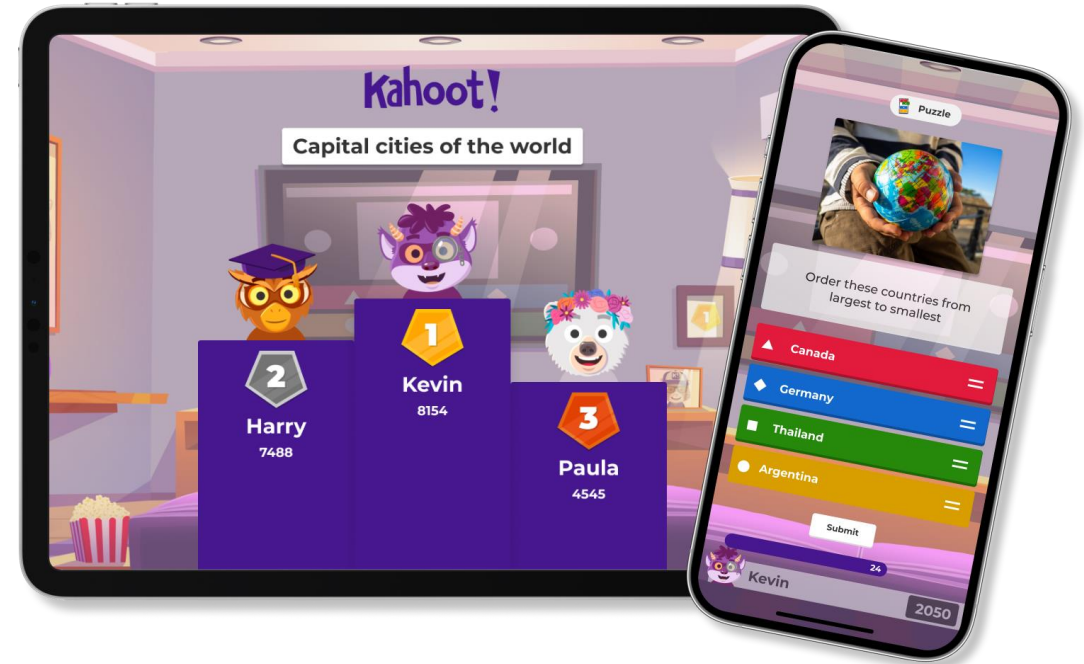 Kahoot!
Capital cities of the world
1
Kevin
8154
2
Harry
7488
3
Paula
4545
Puzzle
Order these countries from
largest to smallest
Canada
Germany
Thailand
Argentina
Submit
24
Kevin
2050